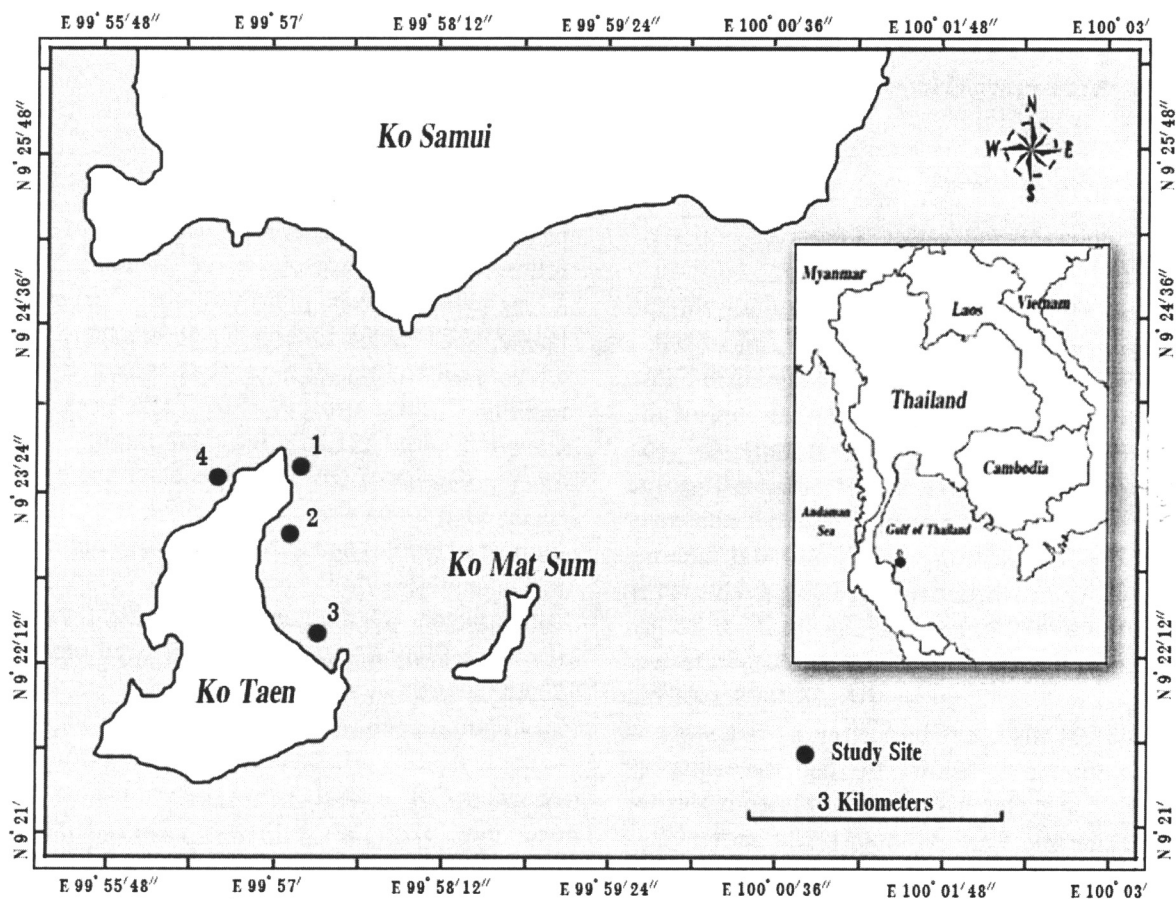 E 99° 55′ 48″ E 99° 57′ E 99° 58′ 12″ E 99° 59′ 24″ E 100° 00′ 36″ E 100° 01′ 48″ E 100° 03′
N 9° 25′ 48″
N 9° 24′ 36″
N 9° 23′ 24″
N 9° 22′ 12″
N 9° 21′
Ko Samui
N
W E
S
Myanmar
Laos
Vietnam
Thailand
Cambodia
Andaman
Sea
Gulf of Thailand
4
1
2
3
Ko Mat Sum
Ko Taen
Study Site
3 Kilometers
N 9° 25′ 48″
N 9° 24′ 36″
N 9° 23′ 24″
N 9° 22′ 12″
N 9° 21′
E 99° 55′ 48″ E 99° 57′ E 99° 58′ 12″ E 99° 59′ 24″ E 100° 00′ 36″ E 100° 01′ 48″ E 100° 03′